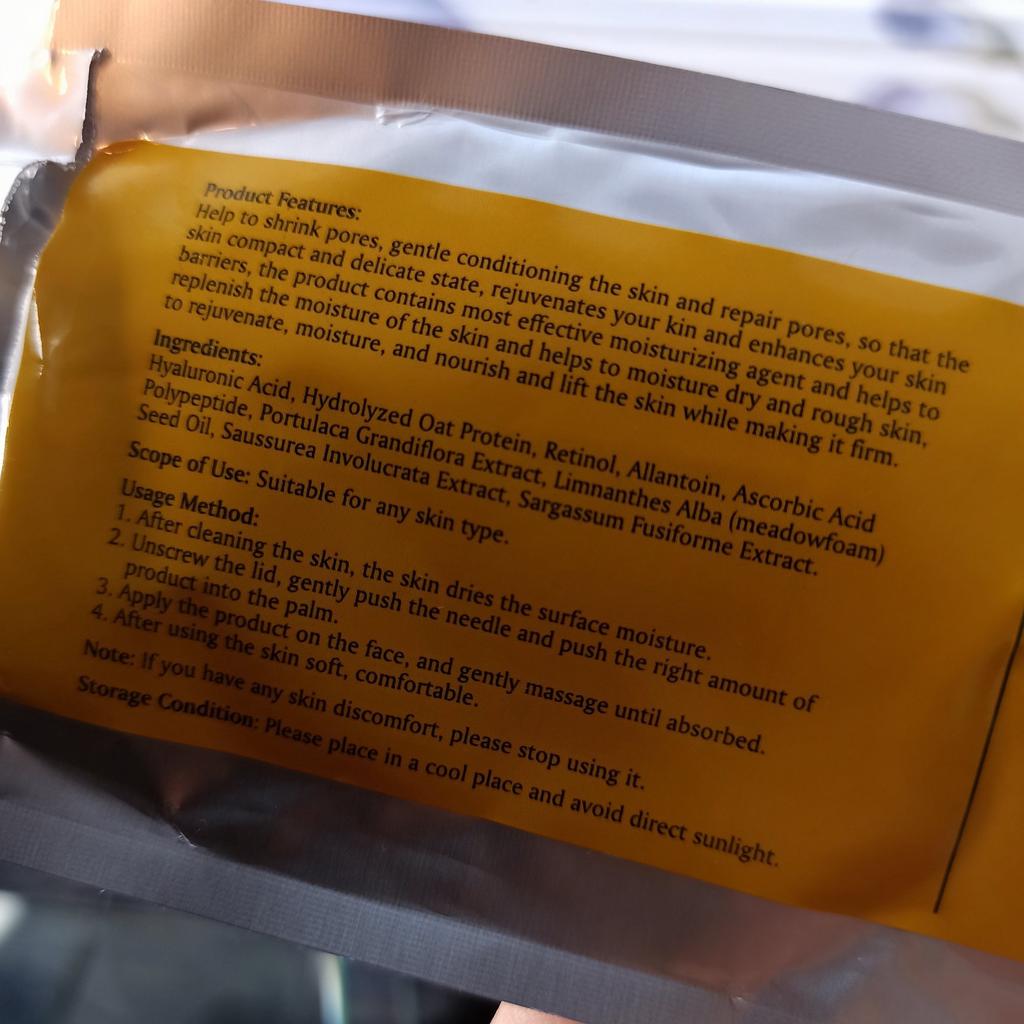 Product Features:
Help to shrink pores, gentle conditioning the skin and repair pores, so that the
skin compact and delicate state, rejuvenates your kin and enhances your skin
barriers, the product contains most effective moisturizing agent and helps to
replenish the moisture of the skin and helps to moisture dry and rough skin,
to rejuvenate, moisture, and nourish and lift the skin while making it firm.
Ingredients:
Hyaluronic Acid, Hydrolyzed Oat Protein, Retinol, Allantoin, Ascorbic Acid
Polypeptide, Portulaca Grandiflora Extract, Limnanthes Alba (meadowfoam)
Seed Oil, Saussurea Involucrata Extract, Sargassum Fusiforme Extract.
Scope of Use: Suitable for any skin type.
Usage Method:
1. After cleaning the skin, the skin dries the surface moisture.
2. Unscrew the lid, gently push the needle and push the right amount of
product into the palm.
3. Apply the product on the face, and gently massage until absorbed.
4. After using the skin soft, comfortable.
Note: If you have any skin discomfort, please stop using it.
Storage Condition: Please place in a cool place and avoid direct sunlight.